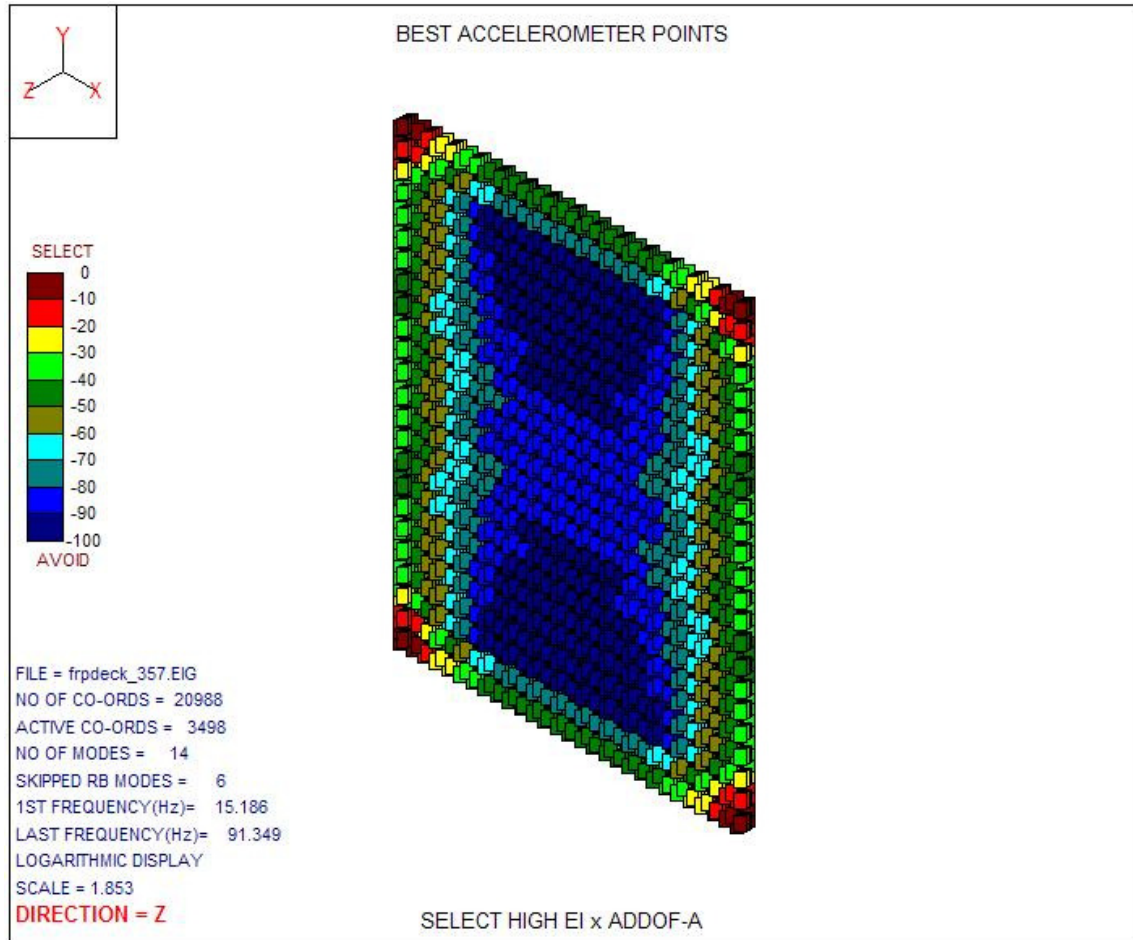 BEST ACCELEROMETER POINTS
Y
Z X
SELECT
0
-10
-20
-30
-40
-50
-60
-70
-80
-90
-100
AVOID
FILE = frpdeck_357.EIG
NO OF CO-ORDS = 20988
ACTIVE CO-ORDS = 3498
NO OF MODES = 14
SKIPPED RB MODES = 6
1ST FREQUENCY(Hz)= 15.186
LAST FREQUENCY(Hz)= 91.349
LOGARITHMIC DISPLAY
SCALE = 1.853
DIRECTION = Z
SELECT HIGH EI x ADDOF-A